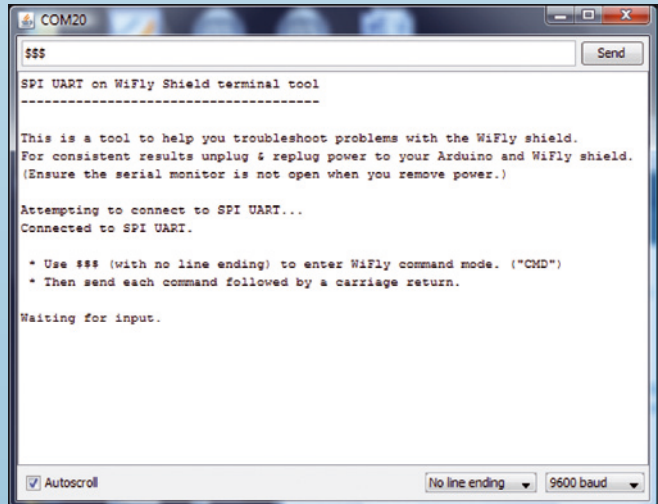 COM20
$$$
Send
SPI UART on WiFly Shield terminal tool
--------------------------------------
This is a tool to help you troubleshoot problems with the WiFly shield.
For consistent results unplug & replug power to your Arduino and WiFly shield.
(Ensure the serial monitor is not open when you remove power.)
Attempting to connect to SPI UART...
Connected to SPI UART.
* Use $$$ (with no line ending) to enter WiFly command mode. ("CMD")
* Then send each command followed by a carriage return.
Waiting for input.
Autoscroll
No line ending
9600 baud